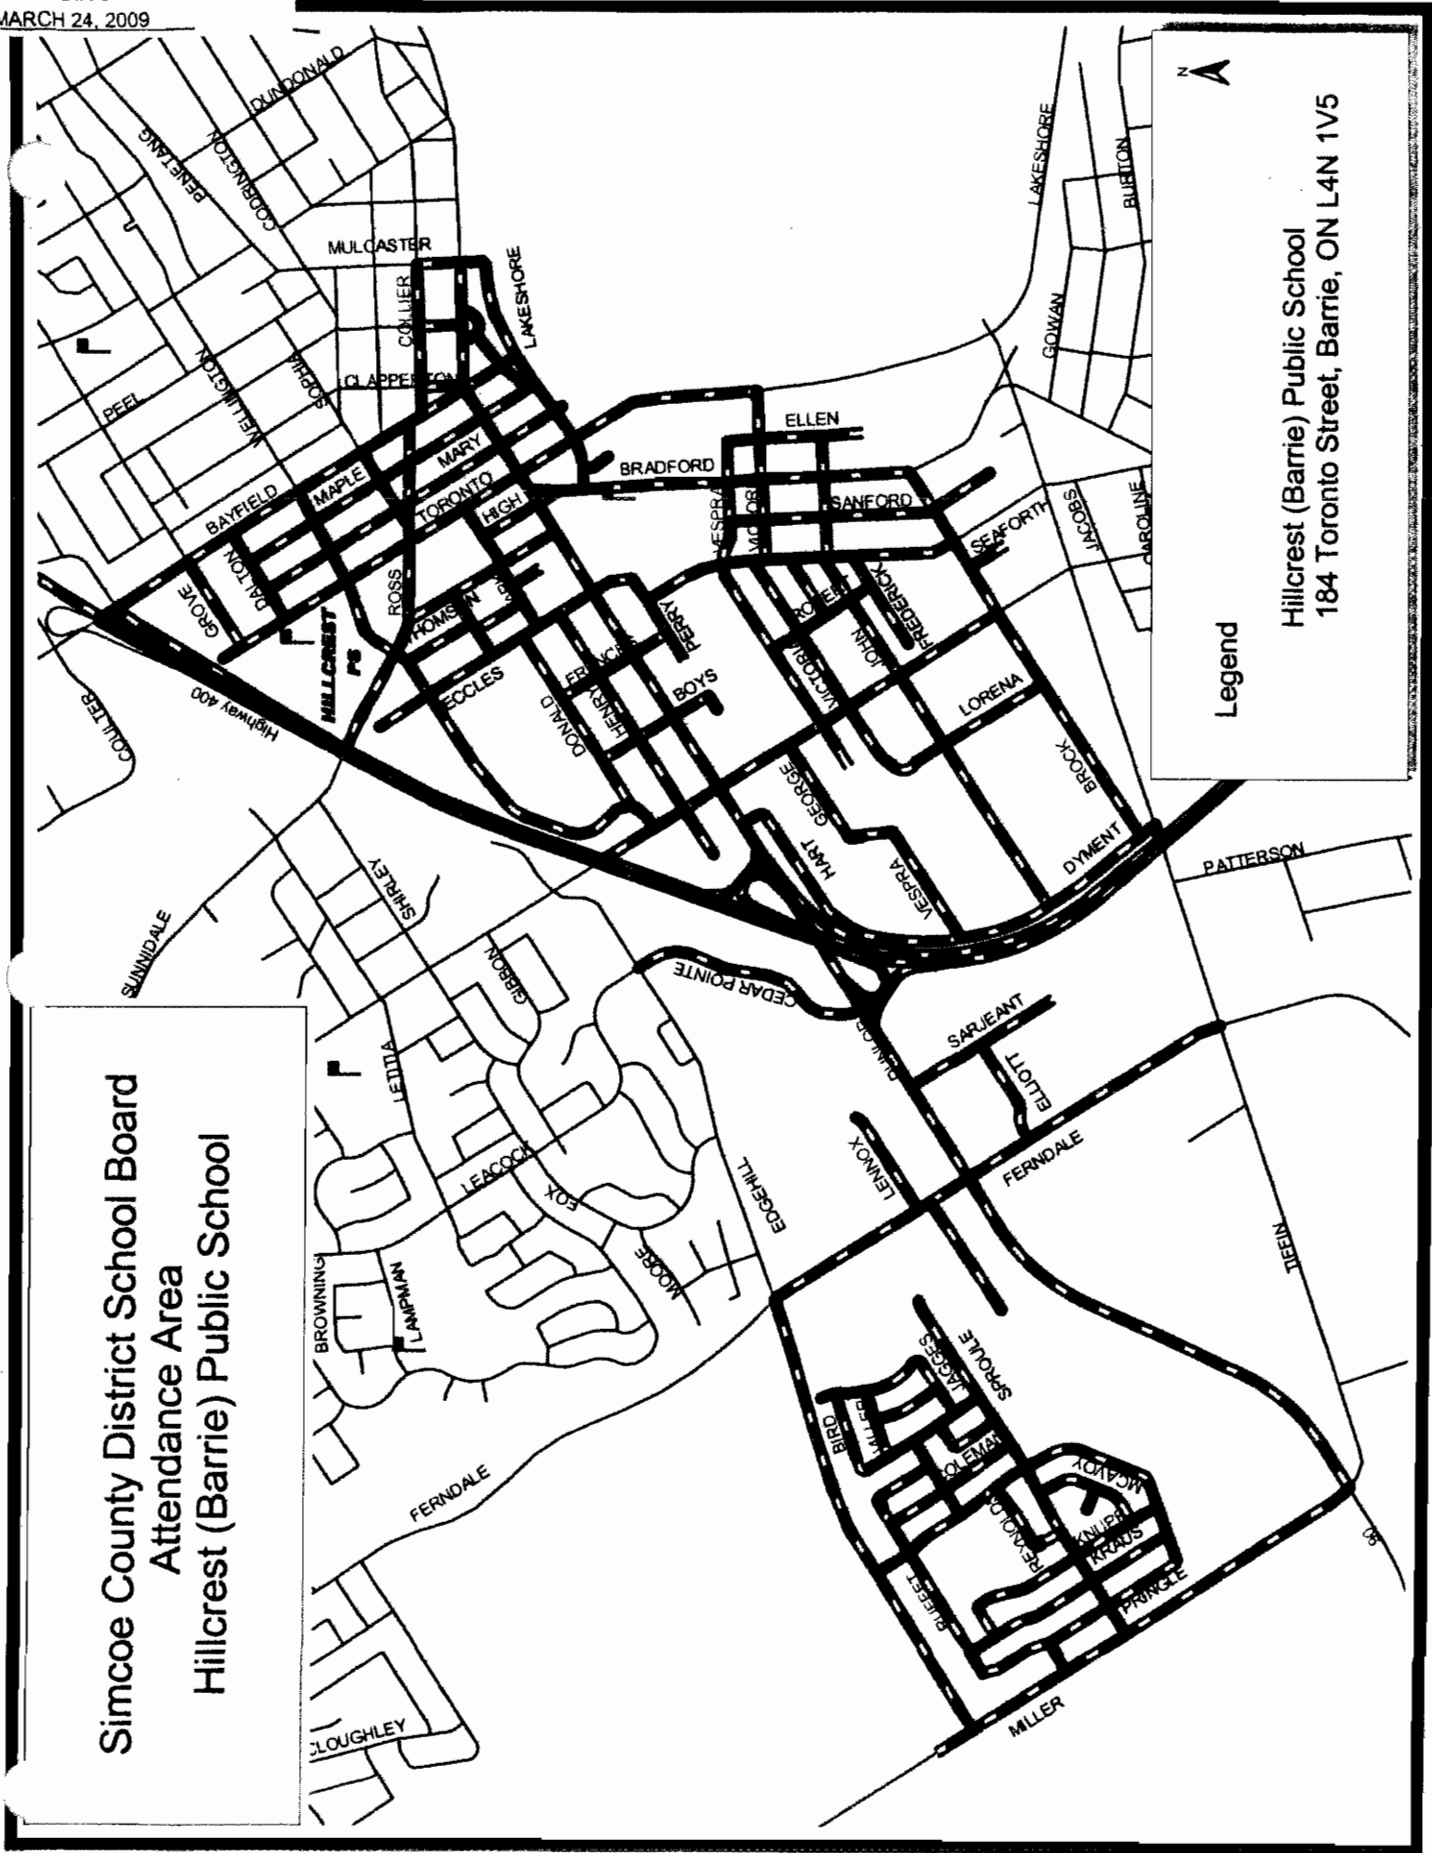 MARCH 24, 2009
Simcoe County District School Board
Attendance Area
Hillcrest (Barrie) Public School
Legend
Hillcrest (Barrie) Public School
184 Toronto Street, Barrie, ON L4N 1V5
N
DUNDONALD
PENETANG
CODRINGTON
MULCASTER
COLLIER
LAKESHORE
CLAPPERTON
SOPHIA
WELLINGTON
PEEL
BAYFIELD
MAPLE
MARY
TORONTO
HIGH
ROSS
DALTON
GROVE
HILLCREST
PS
THOMSON
ECCLES
DONALD
FRANCES
HENRY
PERRY
BOYS
BRADFORD
ELLEN
SANFORD
VESPRA
SEAFORTH
JACOBS
CAROLINE
LAKESHORE
BURTON
GOWAN
FREDERICK
JOHN
VICTORIA
LORENA
BROCK
GEORGE
HART
VESPRA
DYMENT
PATTERSON
Highway 400
COULTER
SUNNIDALE
SHIRLEY
GIBBON
LETITIA
LEACOCK
FOX
MOORE
BROWNING
LAMPMAN
EDGEHILL
CEDAR POINTE
DUNLOP
SARJEANT
ELLIOTT
LENNOX
FERNDALE
TIFFIN
FERNDALE
CLOUGHLEY
BIRD
JAGGES
SPROULE
COLEMAN
MCAVOY
KRAUS
PRINGLE
MILLER
90